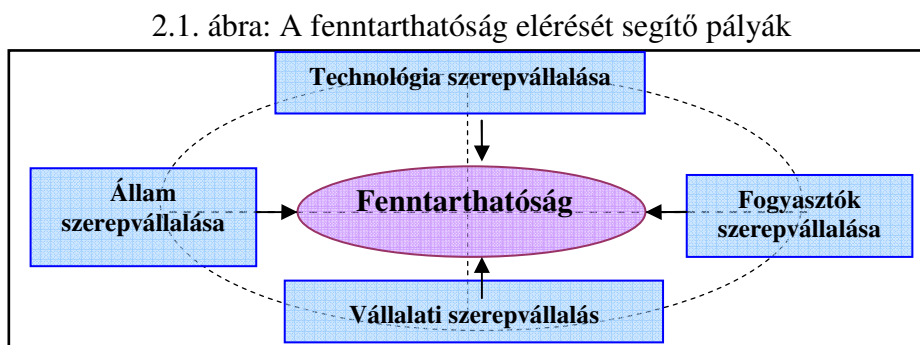 2.1. ábra: A fenntarthatóság elérését segítő pályák
Technológia szerepvállalása
Állam
szerepvállalása
Fenntarthatóság
Fogyasztók
szerepvállalása
Vállalati szerepvállalás